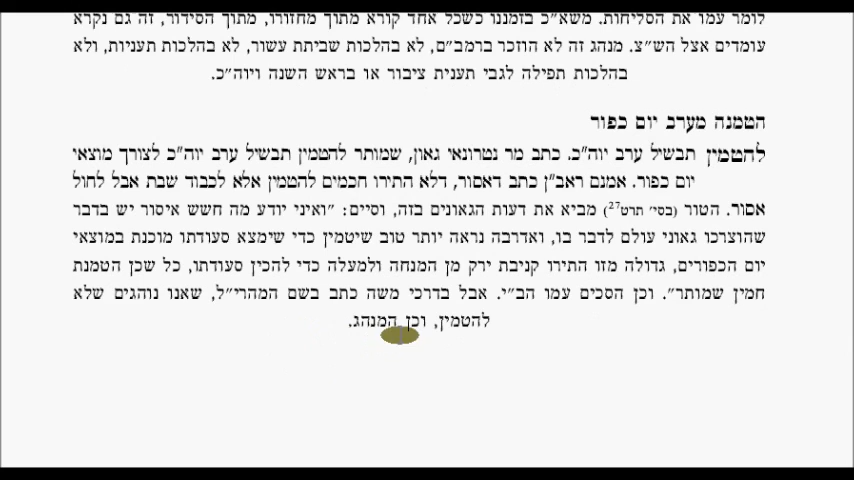 לומר עמו את הסליחות. משא״כ בזמננו כשכל אחד קורא מתוך מחזורו, מתוך הסידור, זה גם נקרא
עומדים אצל הש״צ. מנהג זה לא הוזכר ברמב״ם, לא בהלכות שביתת עשור, לא בהלכות תעניות, ולא
בהלכות תפילה לגבי תענית ציבור או בראש השנה ויוה״כ.
הטמנה מערב יום כפור
להטמין תבשיל ערב יוה״כ. כתב מר נטרונאי גאון, שמותר להטמין תבשיל ערב יוה״כ לצורך מוצאי
יום כפור. אמנם ראב״ן כתב דאסור, דלא התירו חכמים להטמין אלא לכבוד שבת אבל לחול
אסור. הטור (בסי׳ תרט27) מביא את דעות הגאונים בזה, וסיים: ״ואיני יודע מה חשש איסור יש בדבר
שהוצרכו גאוני עולם לדבר בו, ואדרבה נראה יותר טוב שיטמין כדי שימצא סעודתו מוכנת במוצאי
יום הכפורים, גדולה מזו התירו קניבת ירק מן המנחה ולמעלה כדי להכין סעודתו, כל שכן הטמנת
חמין שמותר״. וכן הסכים עמו הב״י. אבל בדרכי משה כתב בשם המהרי״ל, שאנו נוהגים שלא
להטמין, וכן המנהג.